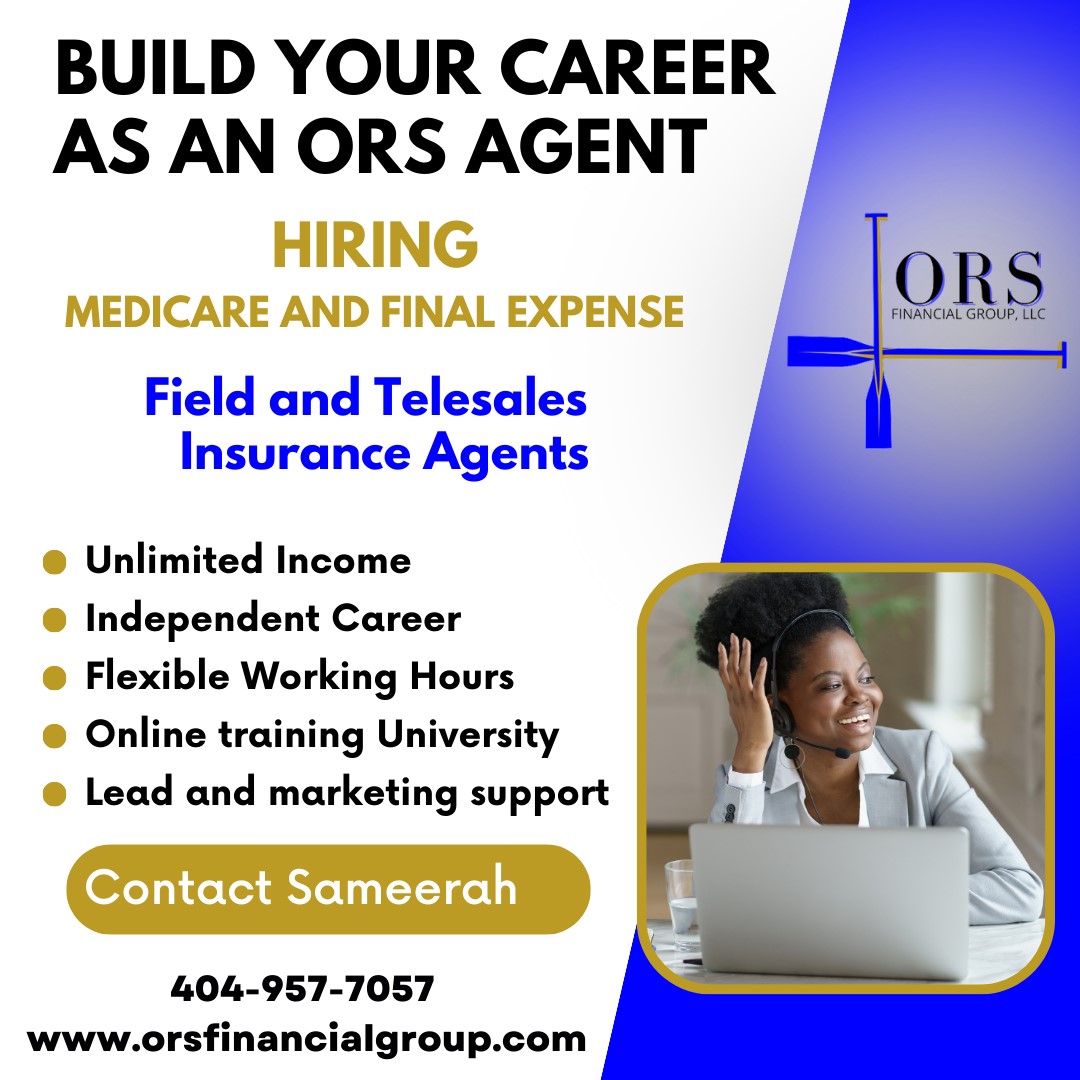 BUILD YOUR CAREER
AS AN ORS AGENT
HIRING
MEDICARE AND FINAL EXPENSE
Field and Telesales
Insurance Agents
ORS
FINANCIAL GROUP, LLC
Unlimited Income
Independent Career
Flexible Working Hours
Online training University
Lead and marketing support
Contact Sameerah
404-957-7057
www.orsfinancialgroup.com